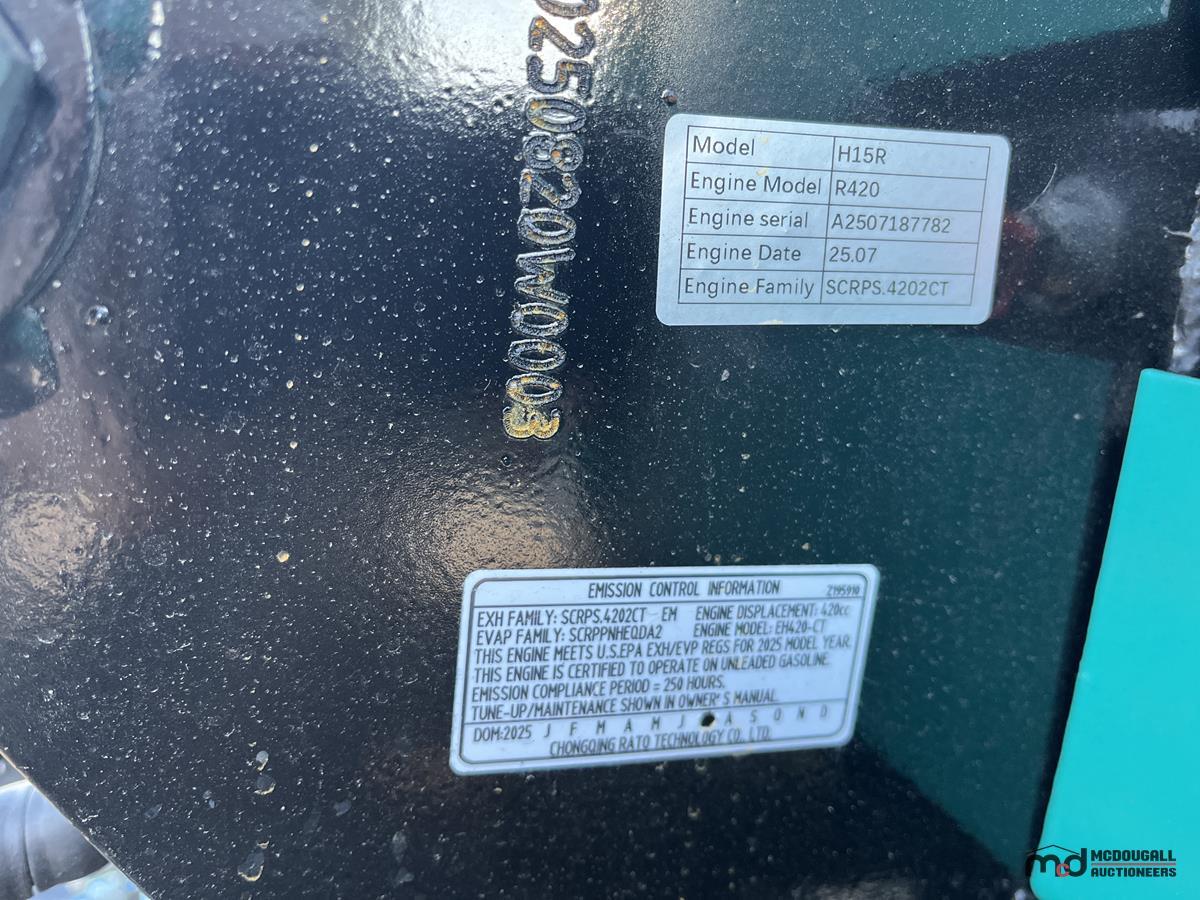 0250820W0003
Model H15R
Engine Model R420
Engine serial A2507187782
Engine Date 25.07
Engine Family SCRPS.4202CT
EMISSION CONTROL INFORMATION Z195910
EXH FAMILY: SCRPS.4202CT EM ENGINE DISPLACEMENT: 420cc
EVAP FAMILY: SCRPPNHEQDA2 ENGINE MODEL: EH420-CT
THIS ENGINE MEETS U.S.EPA EXH/EVP REGS FOR 2025 MODEL YEAR.
THIS ENGINE IS CERTIFIED TO OPERATE ON UNLEADED GASOLINE.
EMISSION COMPLIANCE PERIOD = 250 HOURS.
TUNE-UP/MAINTENANCE SHOWN IN OWNER'S MANUAL.
DOM:2025 J F M A M J A S O N D
CHONGQING RATO TECHNOLOGY CO., LTD.
mcd MCDOUGALL
AUCTIONEERS